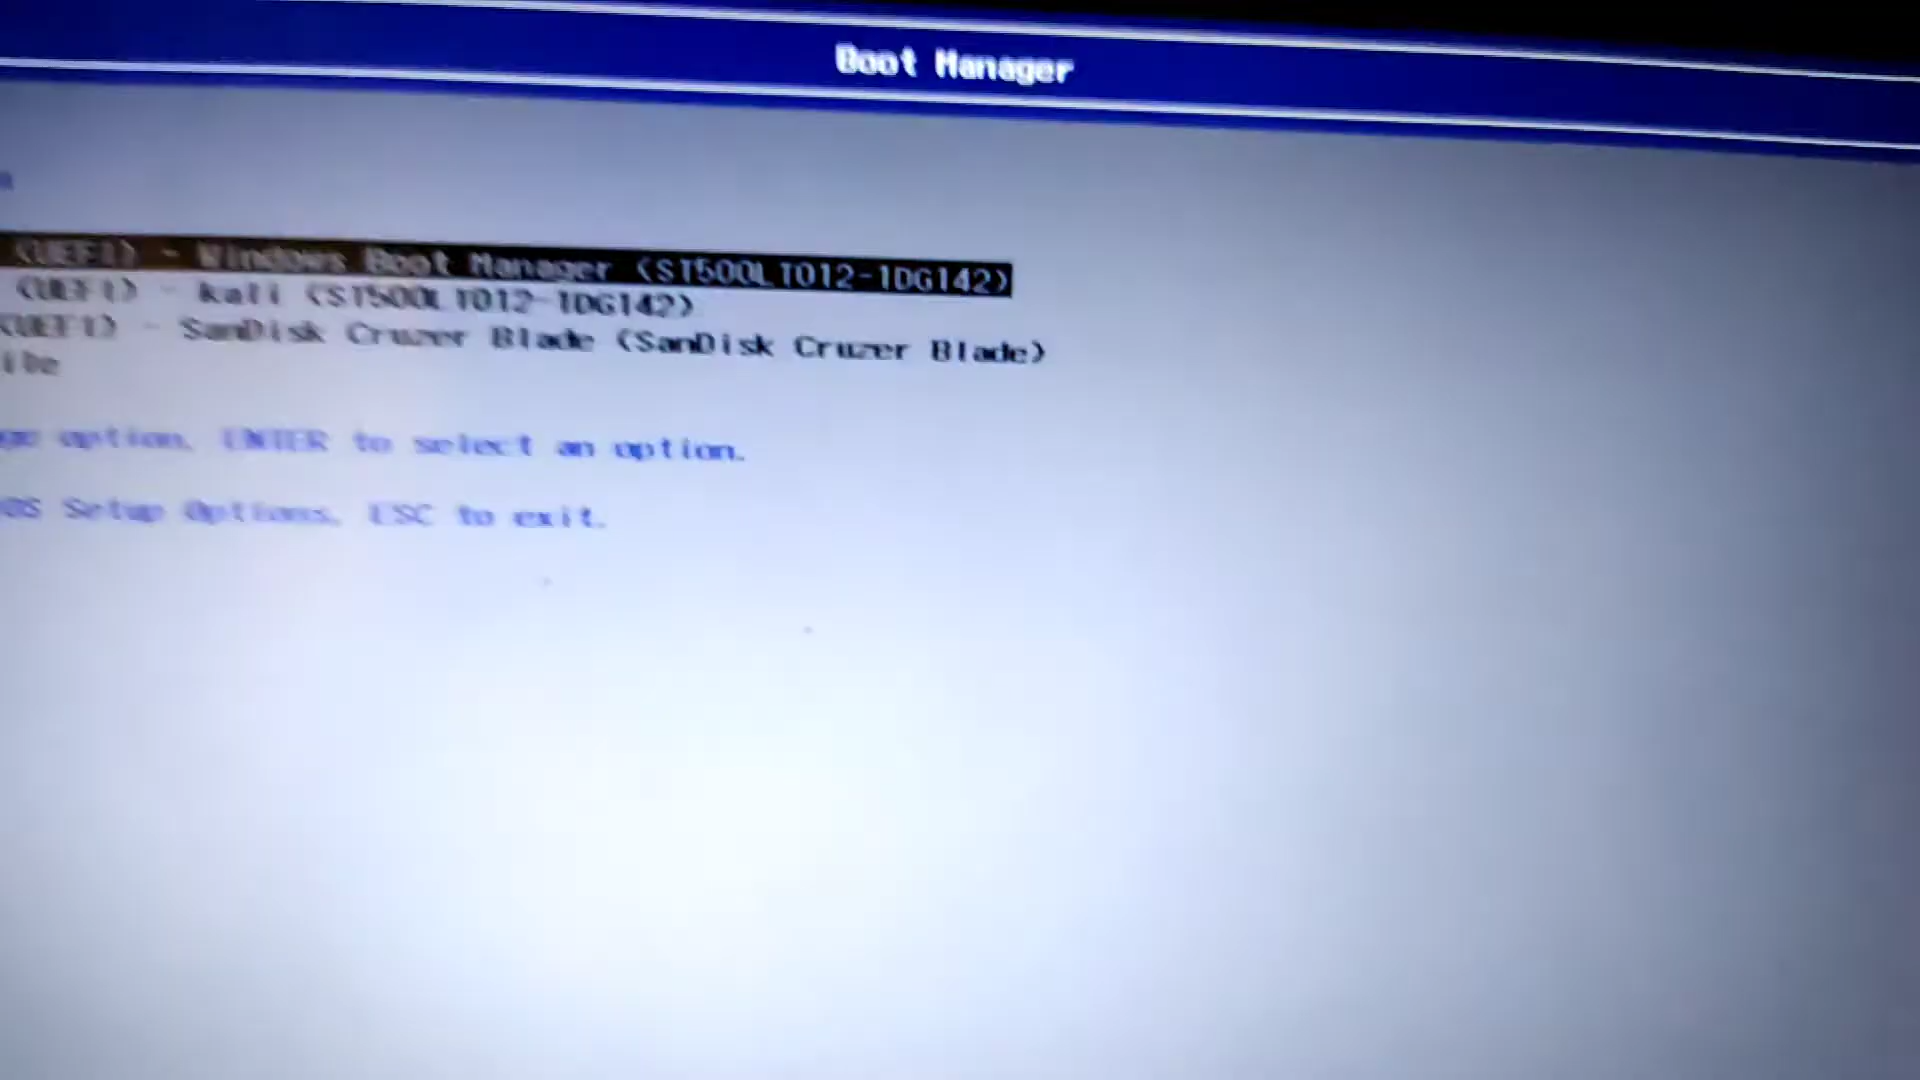 Boot Manager
(UEFI) - Windows Boot Manager (ST500LT012-1DG142)
(UEFI) - kali (ST500LT012-1DG142)
(UEFI) - SanDisk Cruzer Blade (SanDisk Cruzer Blade)
option, ENTER to select an option.
OS Setup Options, ESC to exit.